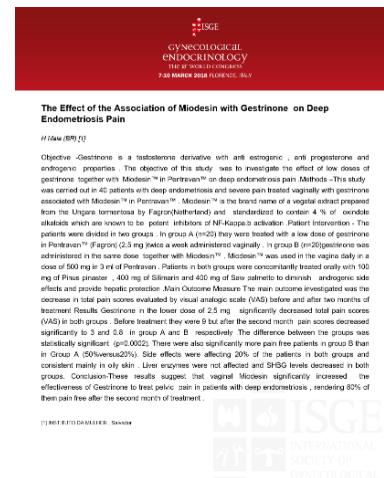 ISGE
GYNECOLOGICAL
ENDOCRINOLOGY
THE 18° WORLD CONGRESS
7-10 MARCH 2018 FLORENCE, ITALY
The Effect of the Association of Miodesin with Gestrinone on Deep
Endometriosis Pain
H Maia (BR) [1]
Objective -Gestrinone is a testosterone derivative with anti estrogenic , anti progesterone and
androgenic properties . The objective of this study was to investigate the effect of low doses of
gestrinone together with Miodesin™ in Pentravan™ on deep endometriosis pain .Methods –This study
was carried out in 40 patients with deep endometriosis and severe pain treated vaginally with gestrinone
associated with Miodesin™ in Pentravan™ . Miodesin™ is the brand name of a vegetal extract prepared
from the Ungara tormentosa by Fagron(Netherland) and standardized to contain 4 % of oxindole
alkaloids which are known to be potent inhibitors of NF-Kappa.b activation .Patient Intervention - The
patients were divided in two groups . In group A (n=20) they were treated with a low dose of gestrinone
in Pentravan™ (Fagron) (2,5 mg )twice a week administered vaginally . In group B (n=20)gestrinone was
administered in the same dose together with Miodesin™ . Miodesin™ was used in the vagina daily in a
dose of 500 mg in 3 ml of Pentravan . Patients in both groups were concomitantly treated orally with 100
mg of Pinus pinaster , 400 mg of Silimarin and 400 mg of Saw palmetto to diminish androgenic side
effects and provide hepatic protection .Main Outcome Measure The main outcome investigated was the
decrease in total pain scores evaluated by visual analogic scale (VAS) before and after two months of
treatment Results Gestrinone in the lower dose of 2,5 mg significantly decreased total pain scores
(VAS) in both groups . Before treatment they were 9 but after the second month pain scores decreased
significantly to 3 and 0.8 in group A and B respectively .The difference between the groups was
statistically significant (p=0.0002). There were also significantly more pain free patients in group B than
in Group A (50%versus20%). Side effects were affecting 20% of the patients in both groups and
consistent mainly in oily skin . Liver enzymes were not affected and SHBG levels decreased in both
groups. Conclusion-These results suggest that vaginal Miodesin significantly increased the
effectiveness of Gestrinone to treat pelvic pain in patients with deep endometriosis , rendering 80% of
them pain free after the second month of treatment .
[1] INSTITUTO DA MULHER , Salvador
ISGE
INTERNATIONAL
SOCIETY OF
GYNECOLOGICAL